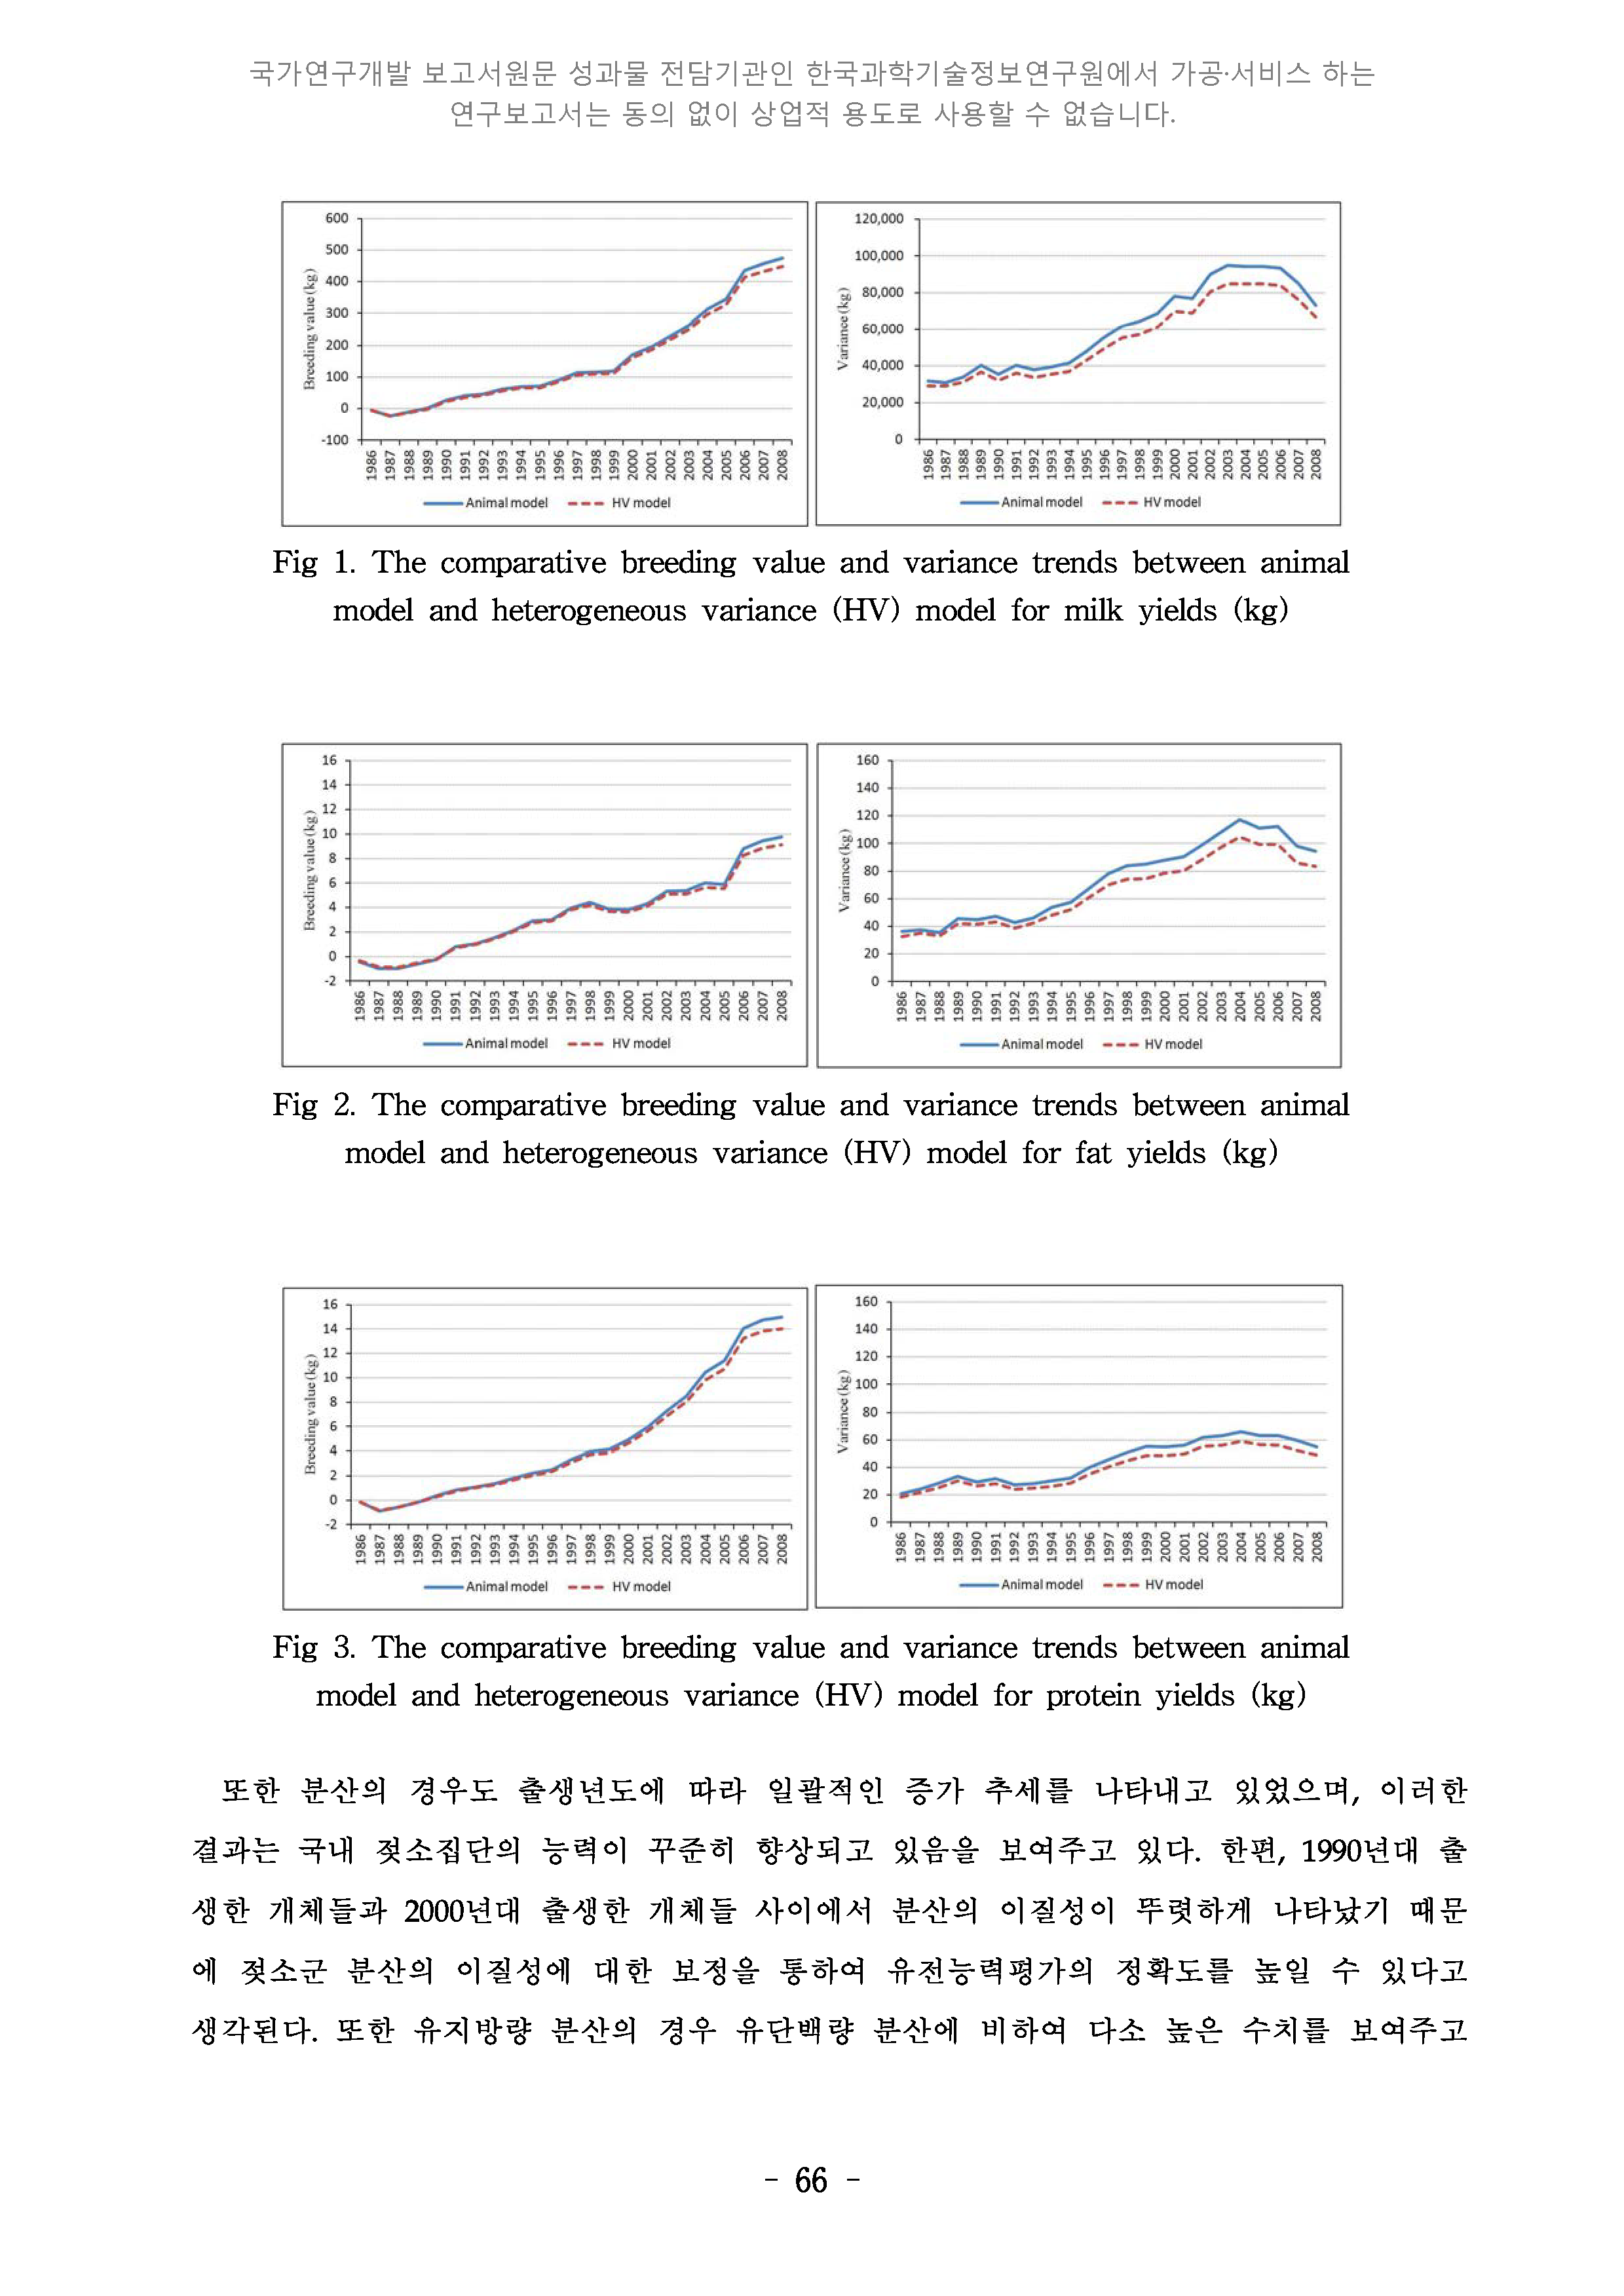 국가연구개발 보고서원문 성과물 전담기관인 한국과학기술정보연구원에서 가공·서비스 하는
연구보고서는 동의 없이 상업적 용도로 사용할 수 없습니다.
600
500
400
300
200
100
0
-100
Breeding value (kg)
1986 1987 1988 1989 1990 1991 1992 1993 1994 1995 1996 1997 1998 1999 2000 2001 2002 2003 2004 2005 2006 2007 2008
Animal model HV model
120,000
100,000
80,000
60,000
40,000
20,000
0
Variance (kg)
1986 1987 1988 1989 1990 1991 1992 1993 1994 1995 1996 1997 1998 1999 2000 2001 2002 2003 2004 2005 2006 2007 2008
Animal model HV model
Fig 1. The comparative breeding value and variance trends between animal
model and heterogeneous variance (HV) model for milk yields (kg)
16
14
12
10
8
6
4
2
0
-2
Breeding value (kg)
1986 1987 1988 1989 1990 1991 1992 1993 1994 1995 1996 1997 1998 1999 2000 2001 2002 2003 2004 2005 2006 2007 2008
Animal model HV model
160
140
120
100
80
60
40
20
0
Variance (kg)
1986 1987 1988 1989 1990 1991 1992 1993 1994 1995 1996 1997 1998 1999 2000 2001 2002 2003 2004 2005 2006 2007 2008
Animal model HV model
Fig 2. The comparative breeding value and variance trends between animal
model and heterogeneous variance (HV) model for fat yields (kg)
16
14
12
10
8
6
4
2
0
-2
Breeding value (kg)
1986 1987 1988 1989 1990 1991 1992 1993 1994 1995 1996 1997 1998 1999 2000 2001 2002 2003 2004 2005 2006 2007 2008
Animal model HV model
160
140
120
100
80
60
40
20
0
Variance (kg)
1986 1987 1988 1989 1990 1991 1992 1993 1994 1995 1996 1997 1998 1999 2000 2001 2002 2003 2004 2005 2006 2007 2008
Animal model HV model
Fig 3. The comparative breeding value and variance trends between animal
model and heterogeneous variance (HV) model for protein yields (kg)
또한 분산의 경우도 출생년도에 따라 일괄적인 증가 추세를 나타내고 있었으며, 이러한
결과는 국내 젖소집단의 능력이 꾸준히 향상되고 있음을 보여주고 있다. 한편, 1990년대 출
생한 개체들과 2000년대 출생한 개체들 사이에서 분산의 이질성이 뚜렷하게 나타났기 때문
에 젖소군 분산의 이질성에 대한 보정을 통하여 유전능력평가의 정확도를 높일 수 있다고
생각된다. 또한 유지방량 분산의 경우 유단백량 분산에 비하여 다소 높은 수치를 보여주고
- 66 -